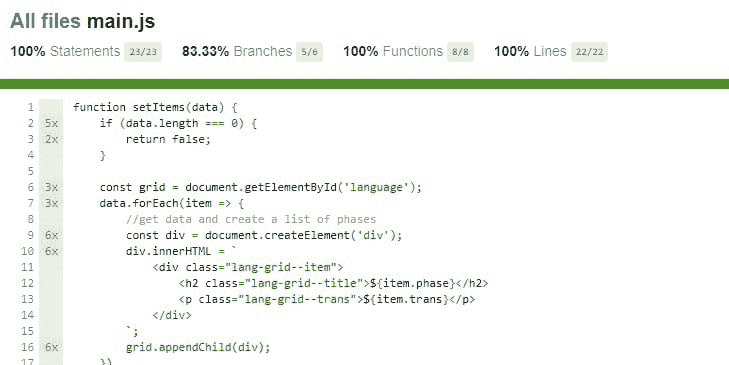 All files main.js
100% Statements 23/23 83.33% Branches 5/6 100% Functions 8/8 100% Lines 22/22
1 function setItems(data) {
2 5x if (data.length === 0) {
3 2x return false;
4 }
5
6 3x const grid = document.getElementById('language');
7 3x data.forEach(item => {
8 //get data and create a list of phases
9 6x const div = document.createElement('div');
10 6x div.innerHTML = `
11 <div class="lang-grid--item">
12 <h2 class="lang-grid--title">${item.phase}</h2>
13 <p class="lang-grid--trans">${item.trans}</p>
14 </div>
15 `;
16 6x grid.appendChild(div);
17 })